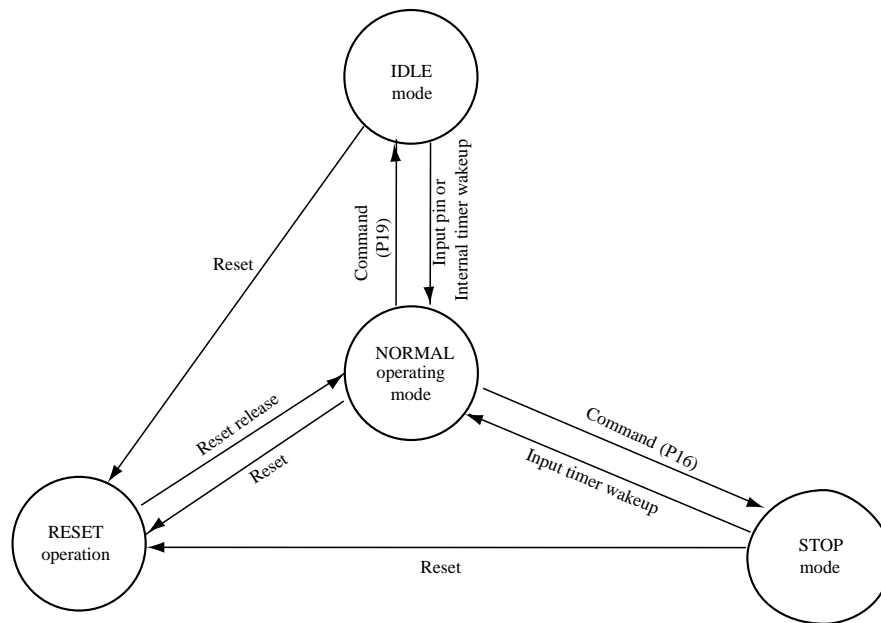 IDLE
mode
Command
(P19)
Input pin or
Internal timer wakeup
Reset
NORMAL
operating
mode
Reset release
Reset
Command (P16)
Input timer wakeup
RESET
operation
STOP
mode
Reset